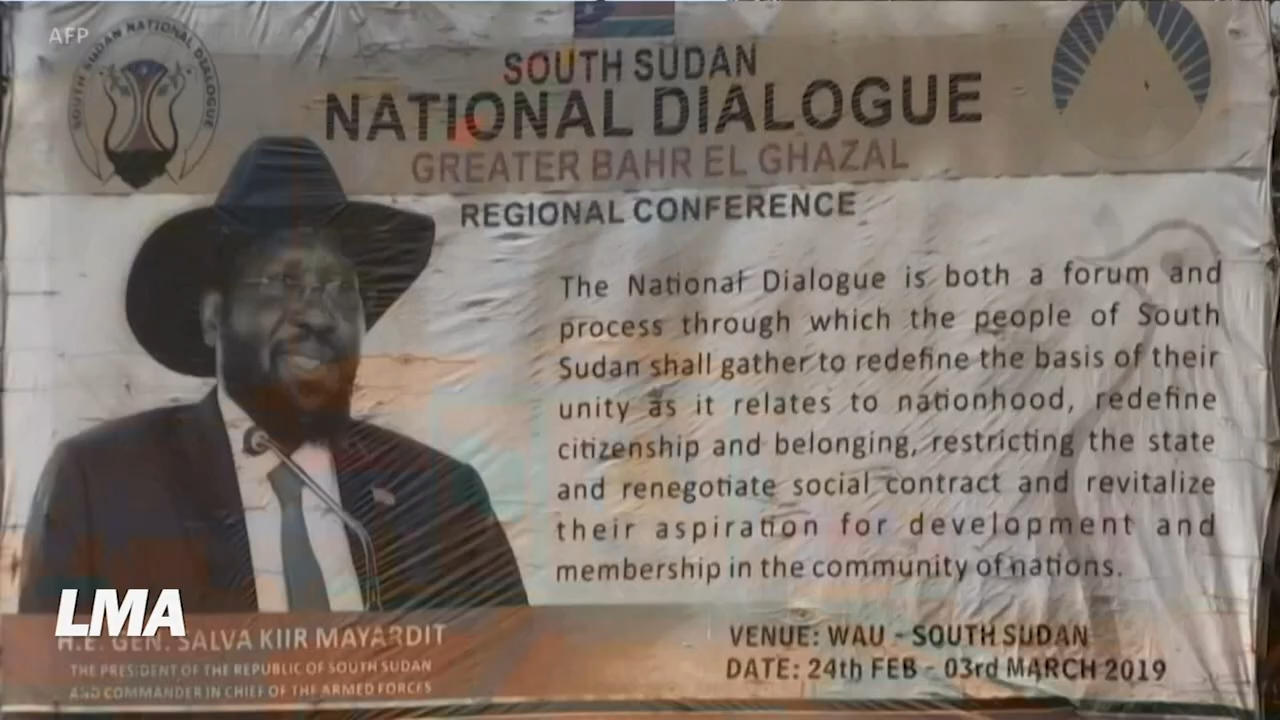 AFP
SOUTH SUDAN NATIONAL DIALOGUE
SOUTH SUDAN
NATIONAL DIALOGUE
GREATER BAHR EL GHAZAL
REGIONAL CONFERENCE
The National Dialogue is both a forum and
process through which the people of South
Sudan shall gather to redefine the basis of their
unity as it relates to nationhood, redefine
citizenship and belonging, restricting the state
and renegotiate social contract and revitalize
their aspiration for development and
membership in the community of nations.
LMA
H.E. GEN. SALVA KIIR MAYARDIT
THE PRESIDENT OF THE REPUBLIC OF SOUTH SUDAN
AND COMMANDER IN CHIEF OF THE ARMED FORCES
VENUE: WAU - SOUTH SUDAN
DATE: 24th FEB - 03rd MARCH 2019